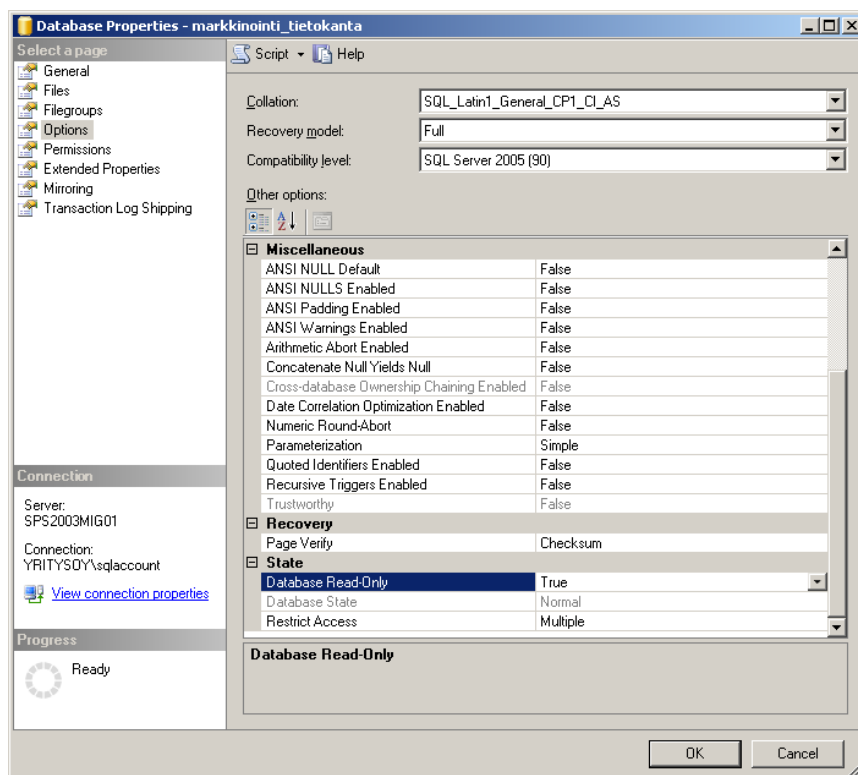 Database Properties - markkinointi_tietokanta
Select a page
General
Files
Filegroups
Options
Permissions
Extended Properties
Mirroring
Transaction Log Shipping
Connection
Server:
SPS2003MIG01
Connection:
YRITYSOY\sqlaccount
View connection properties
Progress
Ready
Script Help
Collation: SQL_Latin1_General_CP1_CI_AS
Recovery model: Full
Compatibility level: SQL Server 2005 (90)
Other options:
Miscellaneous
ANSI NULL Default False
ANSI NULLS Enabled False
ANSI Padding Enabled False
ANSI Warnings Enabled False
Arithmetic Abort Enabled False
Concatenate Null Yields Null False
Cross-database Ownership Chaining Enabled False
Date Correlation Optimization Enabled False
Numeric Round-Abort False
Parameterization Simple
Quoted Identifiers Enabled False
Recursive Triggers Enabled False
Trustworthy False
Recovery
Page Verify Checksum
State
Database Read-Only True
Database State Normal
Restrict Access Multiple
Database Read-Only
OK Cancel